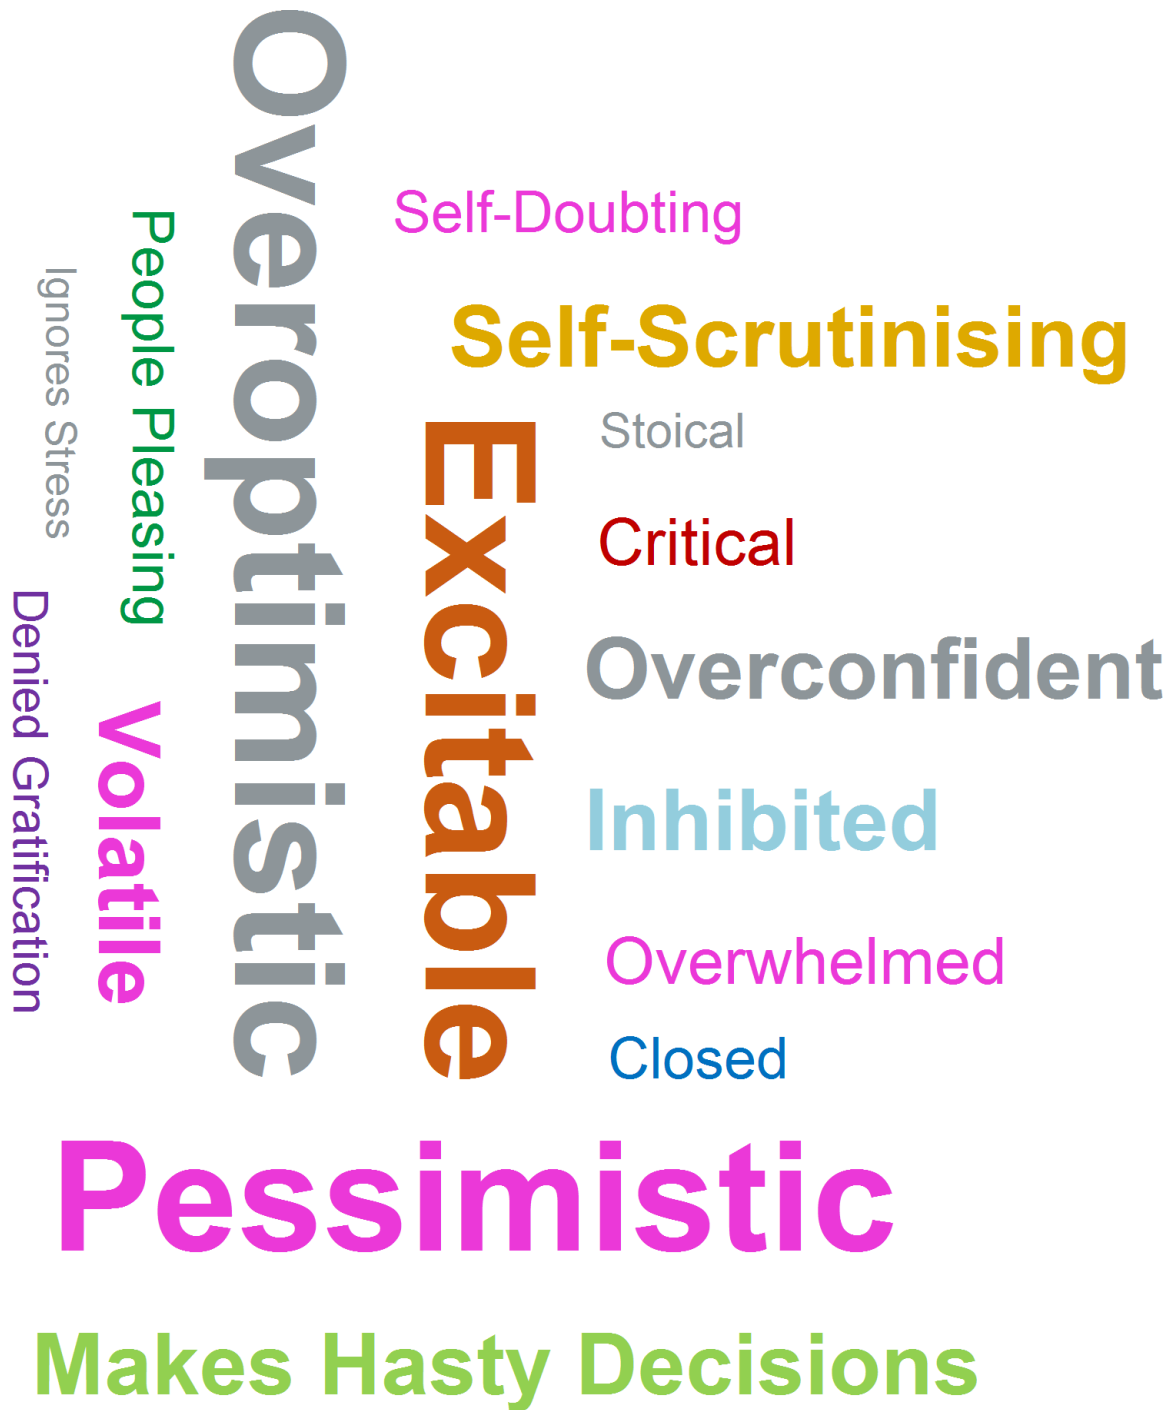 Overoptimistic
Self-Doubting
People Pleasing
Ignores Stress
Self-Scrutinising
Stoical
Excitable
Critical
Denied Gratification
Overconfident
Volatile
Inhibited
Overwhelmed
Closed
Pessimistic
Makes Hasty Decisions